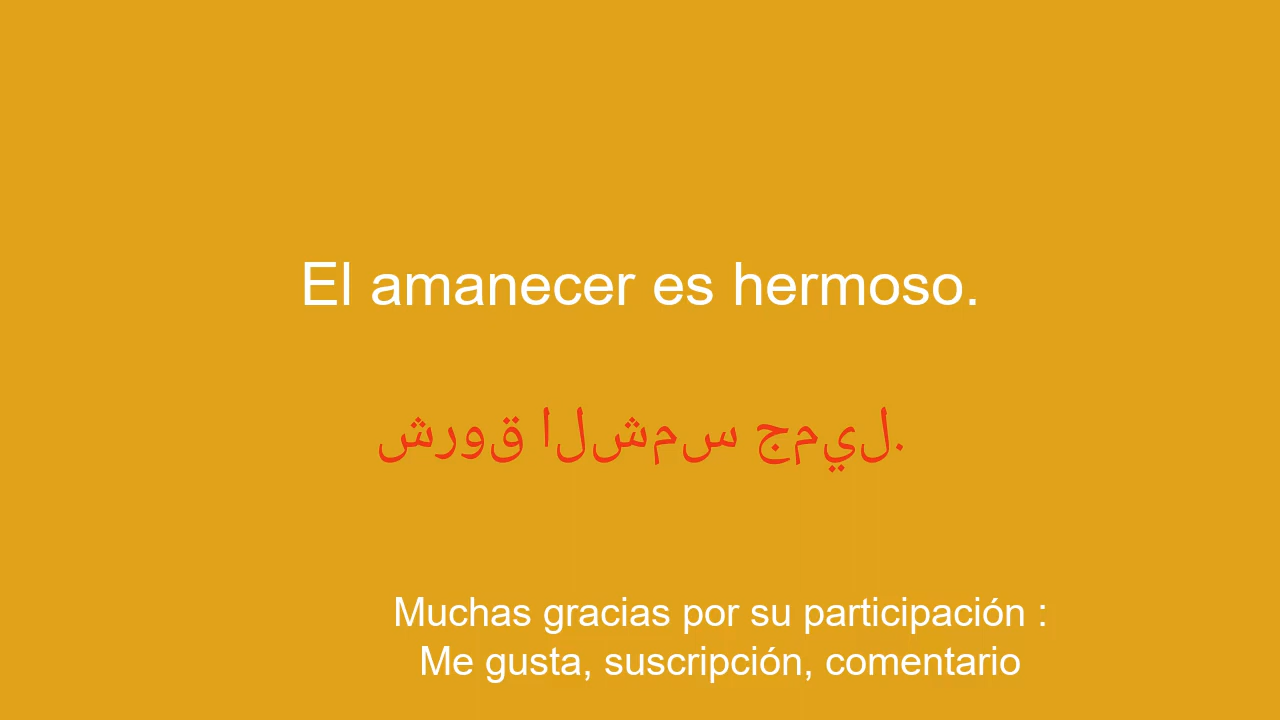 El amanecer es hermoso.
شروق الشمس جميل.
Muchas gracias por su participación :
Me gusta, suscripción, comentario